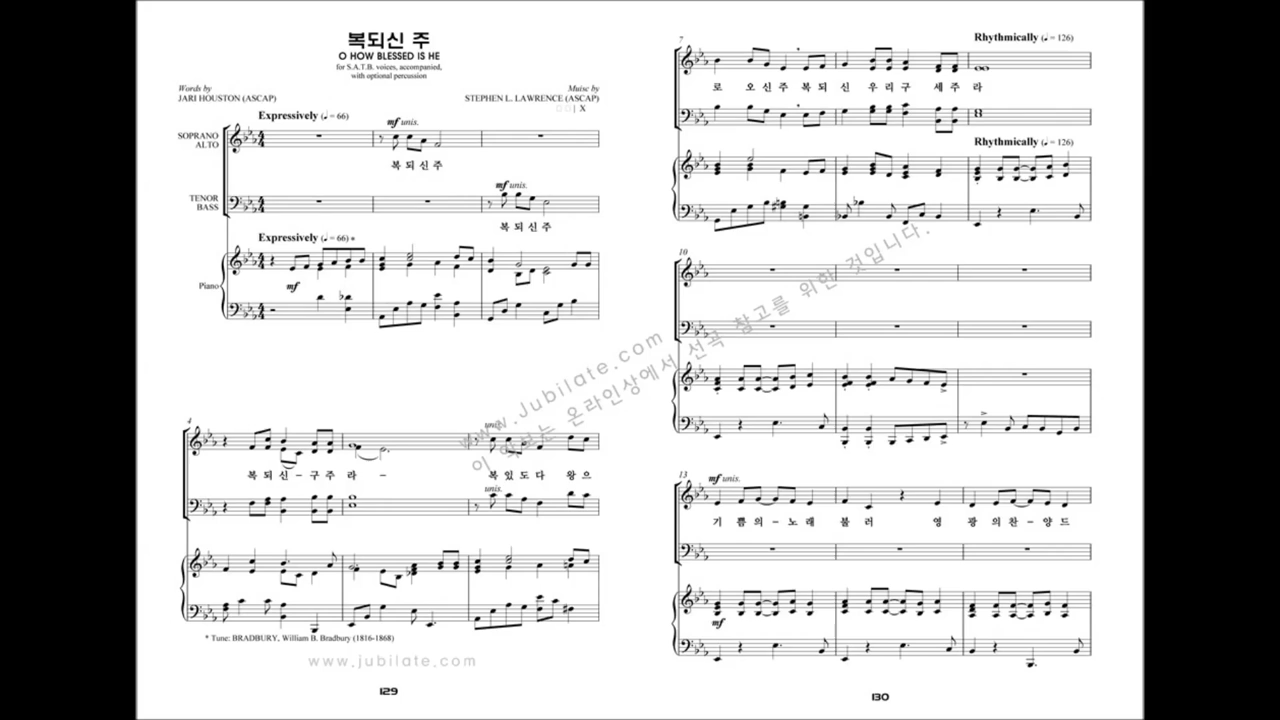 복되신 주
O HOW BLESSED IS HE
for S.A.T.B. voices, accompanied,
with optional percussion
Words by
JARI HOUSTON (ASCAP)
Muisc by
STEPHEN L. LAWRENCE (ASCAP)
X
Expressively (♩ = 66)
SOPRANO
ALTO
mf unis.
복되신주
TENOR
BASS
mf unis.
복되신주
Expressively (♩ = 66) *
Piano
mf
4
unis.
복되신-구주라- 복있도다 왕으
unis.
* Tune: BRADBURY, William B. Bradbury (1816-1868)
www.jubilate.com
129
7
Rhythmically (♩ = 126)
로 오신주복되신 우리구 세주라
Rhythmically (♩ = 126)
10
13
mf unis.
기쁨의-노래 불러 영광의찬-양드
mf
130
www.Jubilate.com
이 악보는 온라인상에서 선곡 참고를 위한 것입니다.